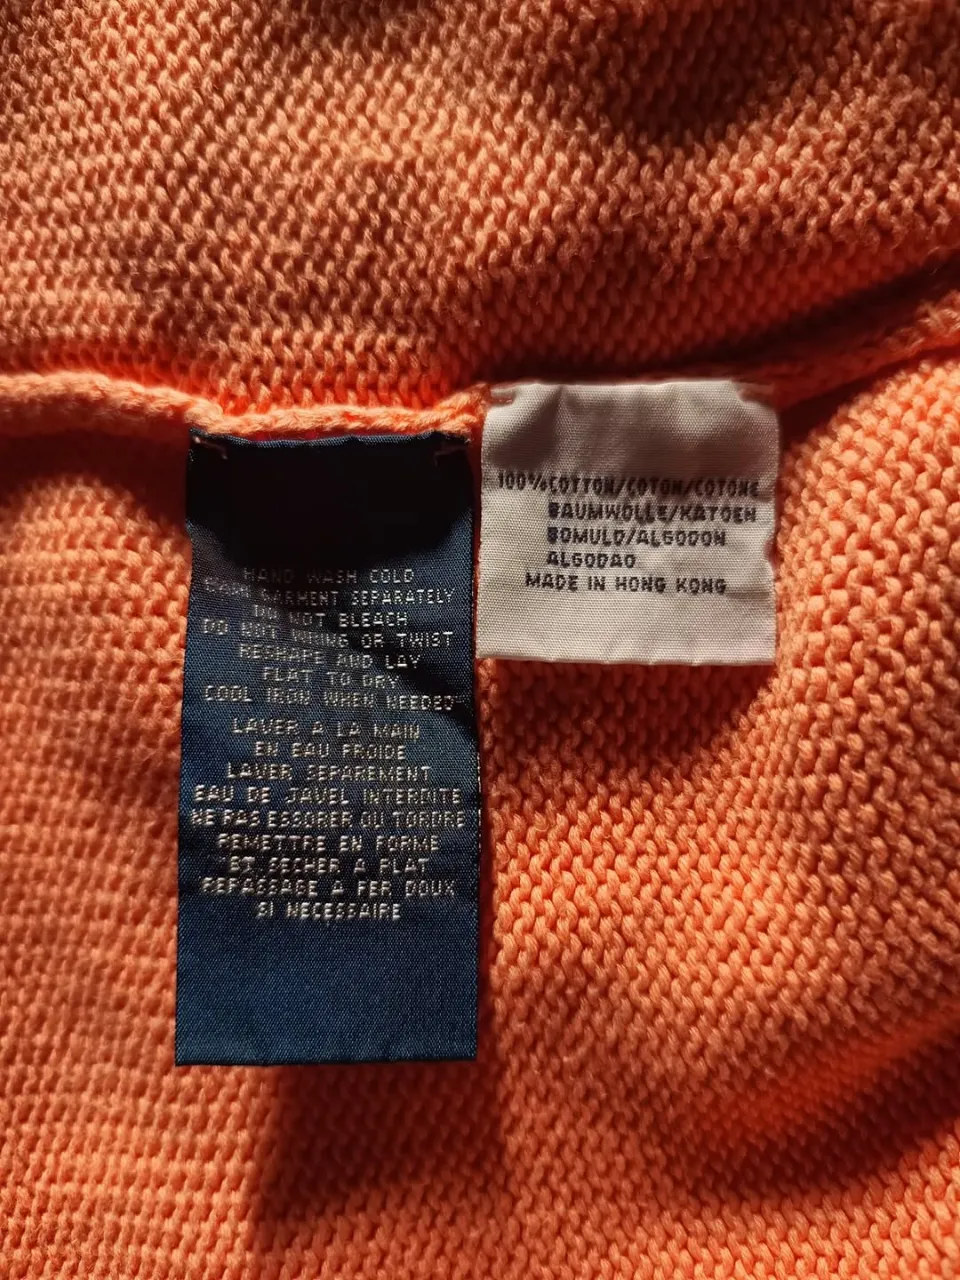 HAND WASH COLD
WASH GARMENT SEPARATELY
DO NOT BLEACH
DO NOT WRING OR TWIST
RESHAPE AND LAY
FLAT TO DRY
COOL IRON WHEN NEEDED
LAVER A LA MAIN
EN EAU FROIDE
LAVER SEPAREMENT
EAU DE JAVEL INTERDITE
NE PAS ESSORER OU TORDRE
REMETTRE EN FORME
ET SECHER A PLAT
REPASSAGE A FER DOUX
SI NECESSAIRE
100% COTTON/COTON/COTONE
BAUMWOLLE/KATOEN
BOMULD/ALGODON
ALGODAO
MADE IN HONG KONG